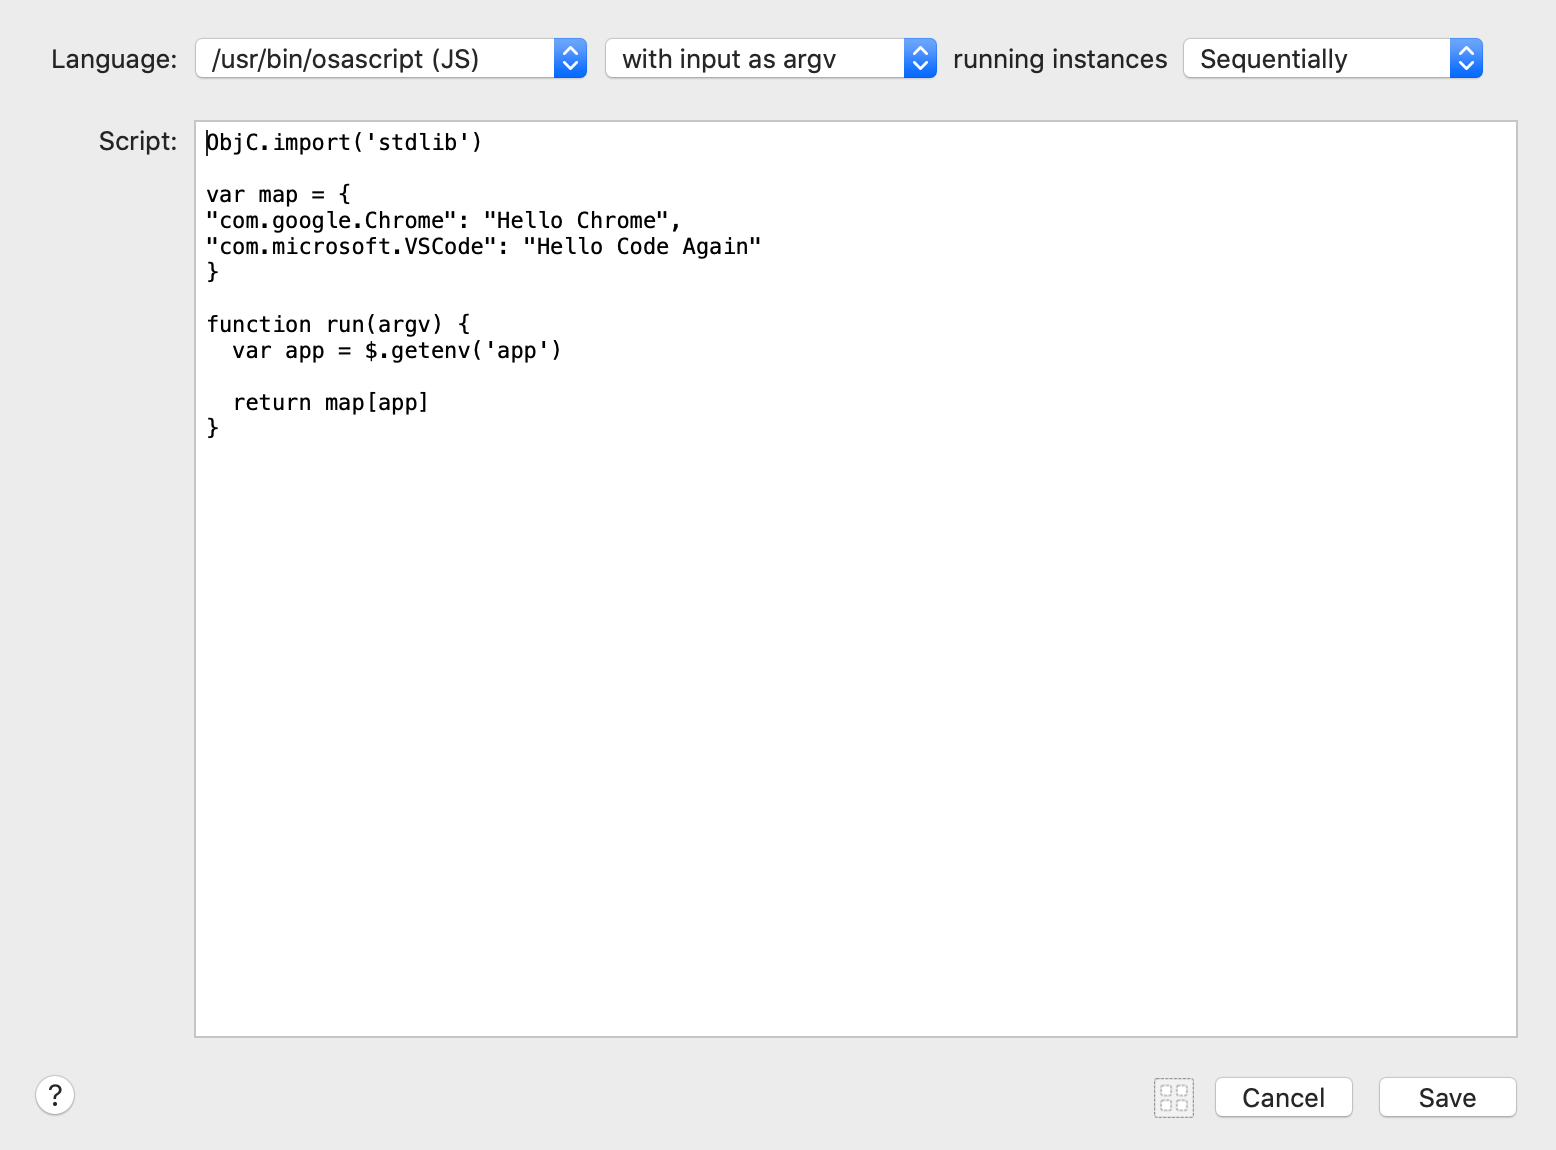 Language: /usr/bin/osascript (JS) with input as argv running instances Sequentially
Script: ObjC.import('stdlib')
var map = {
"com.google.Chrome": "Hello Chrome",
"com.microsoft.VSCode": "Hello Code Again"
}
function run(argv) {
  var app = $.getenv('app')
  return map[app]
}
? Cancel Save